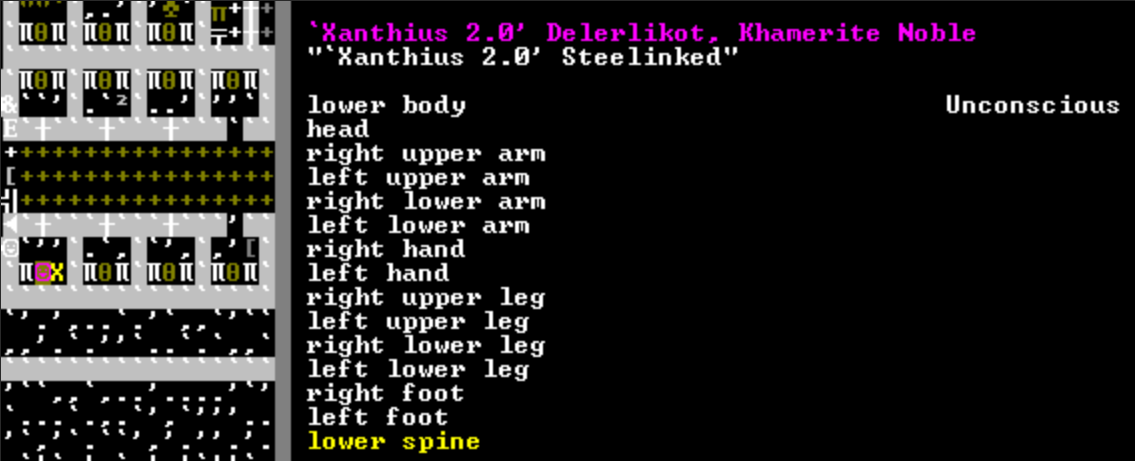 `Xanthius 2.0' Delerlikot, Khamerite Noble
"`Xanthius 2.0' Steelinked"
lower body Unconscious
head
right upper arm
left upper arm
right lower arm
left lower arm
right hand
left hand
right upper leg
left upper leg
right lower leg
left lower leg
right foot
left foot
lower spine